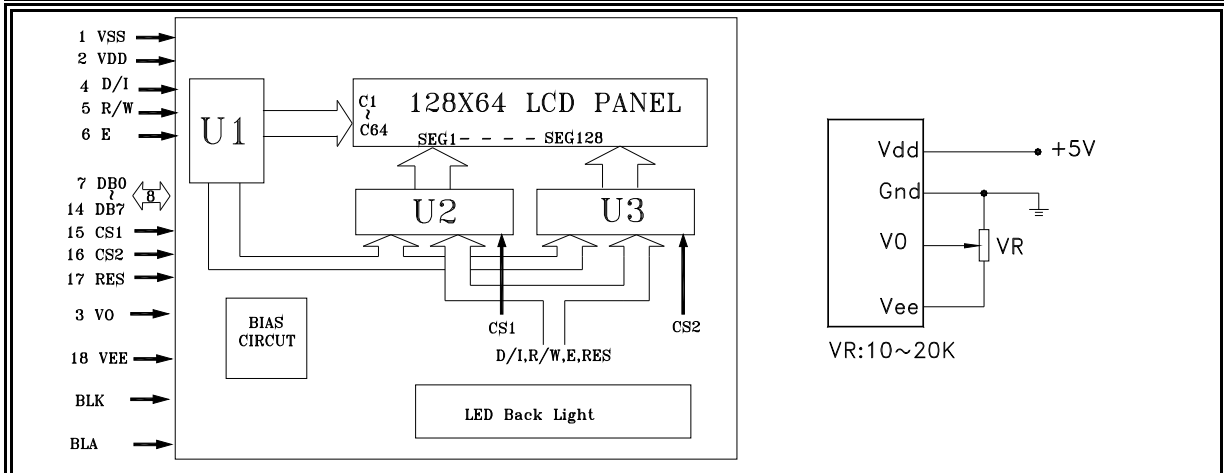 1 VSS
2 VDD
4 D/I
5 R/W
6 E
7 DB0
~
14 DB7
8
15 CS1
16 CS2
17 RES
3 VO
18 VEE
BLK
BLA
U1
C1
~
C64
128X64 LCD PANEL
SEG1- - - - SEG128
U2
U3
CS1
CS2
D/I,R/W,E,RES
BIAS
CIRCUT
LED Back Light
Vdd
+5V
Gnd
V0
VR
Vee
VR:10~20K